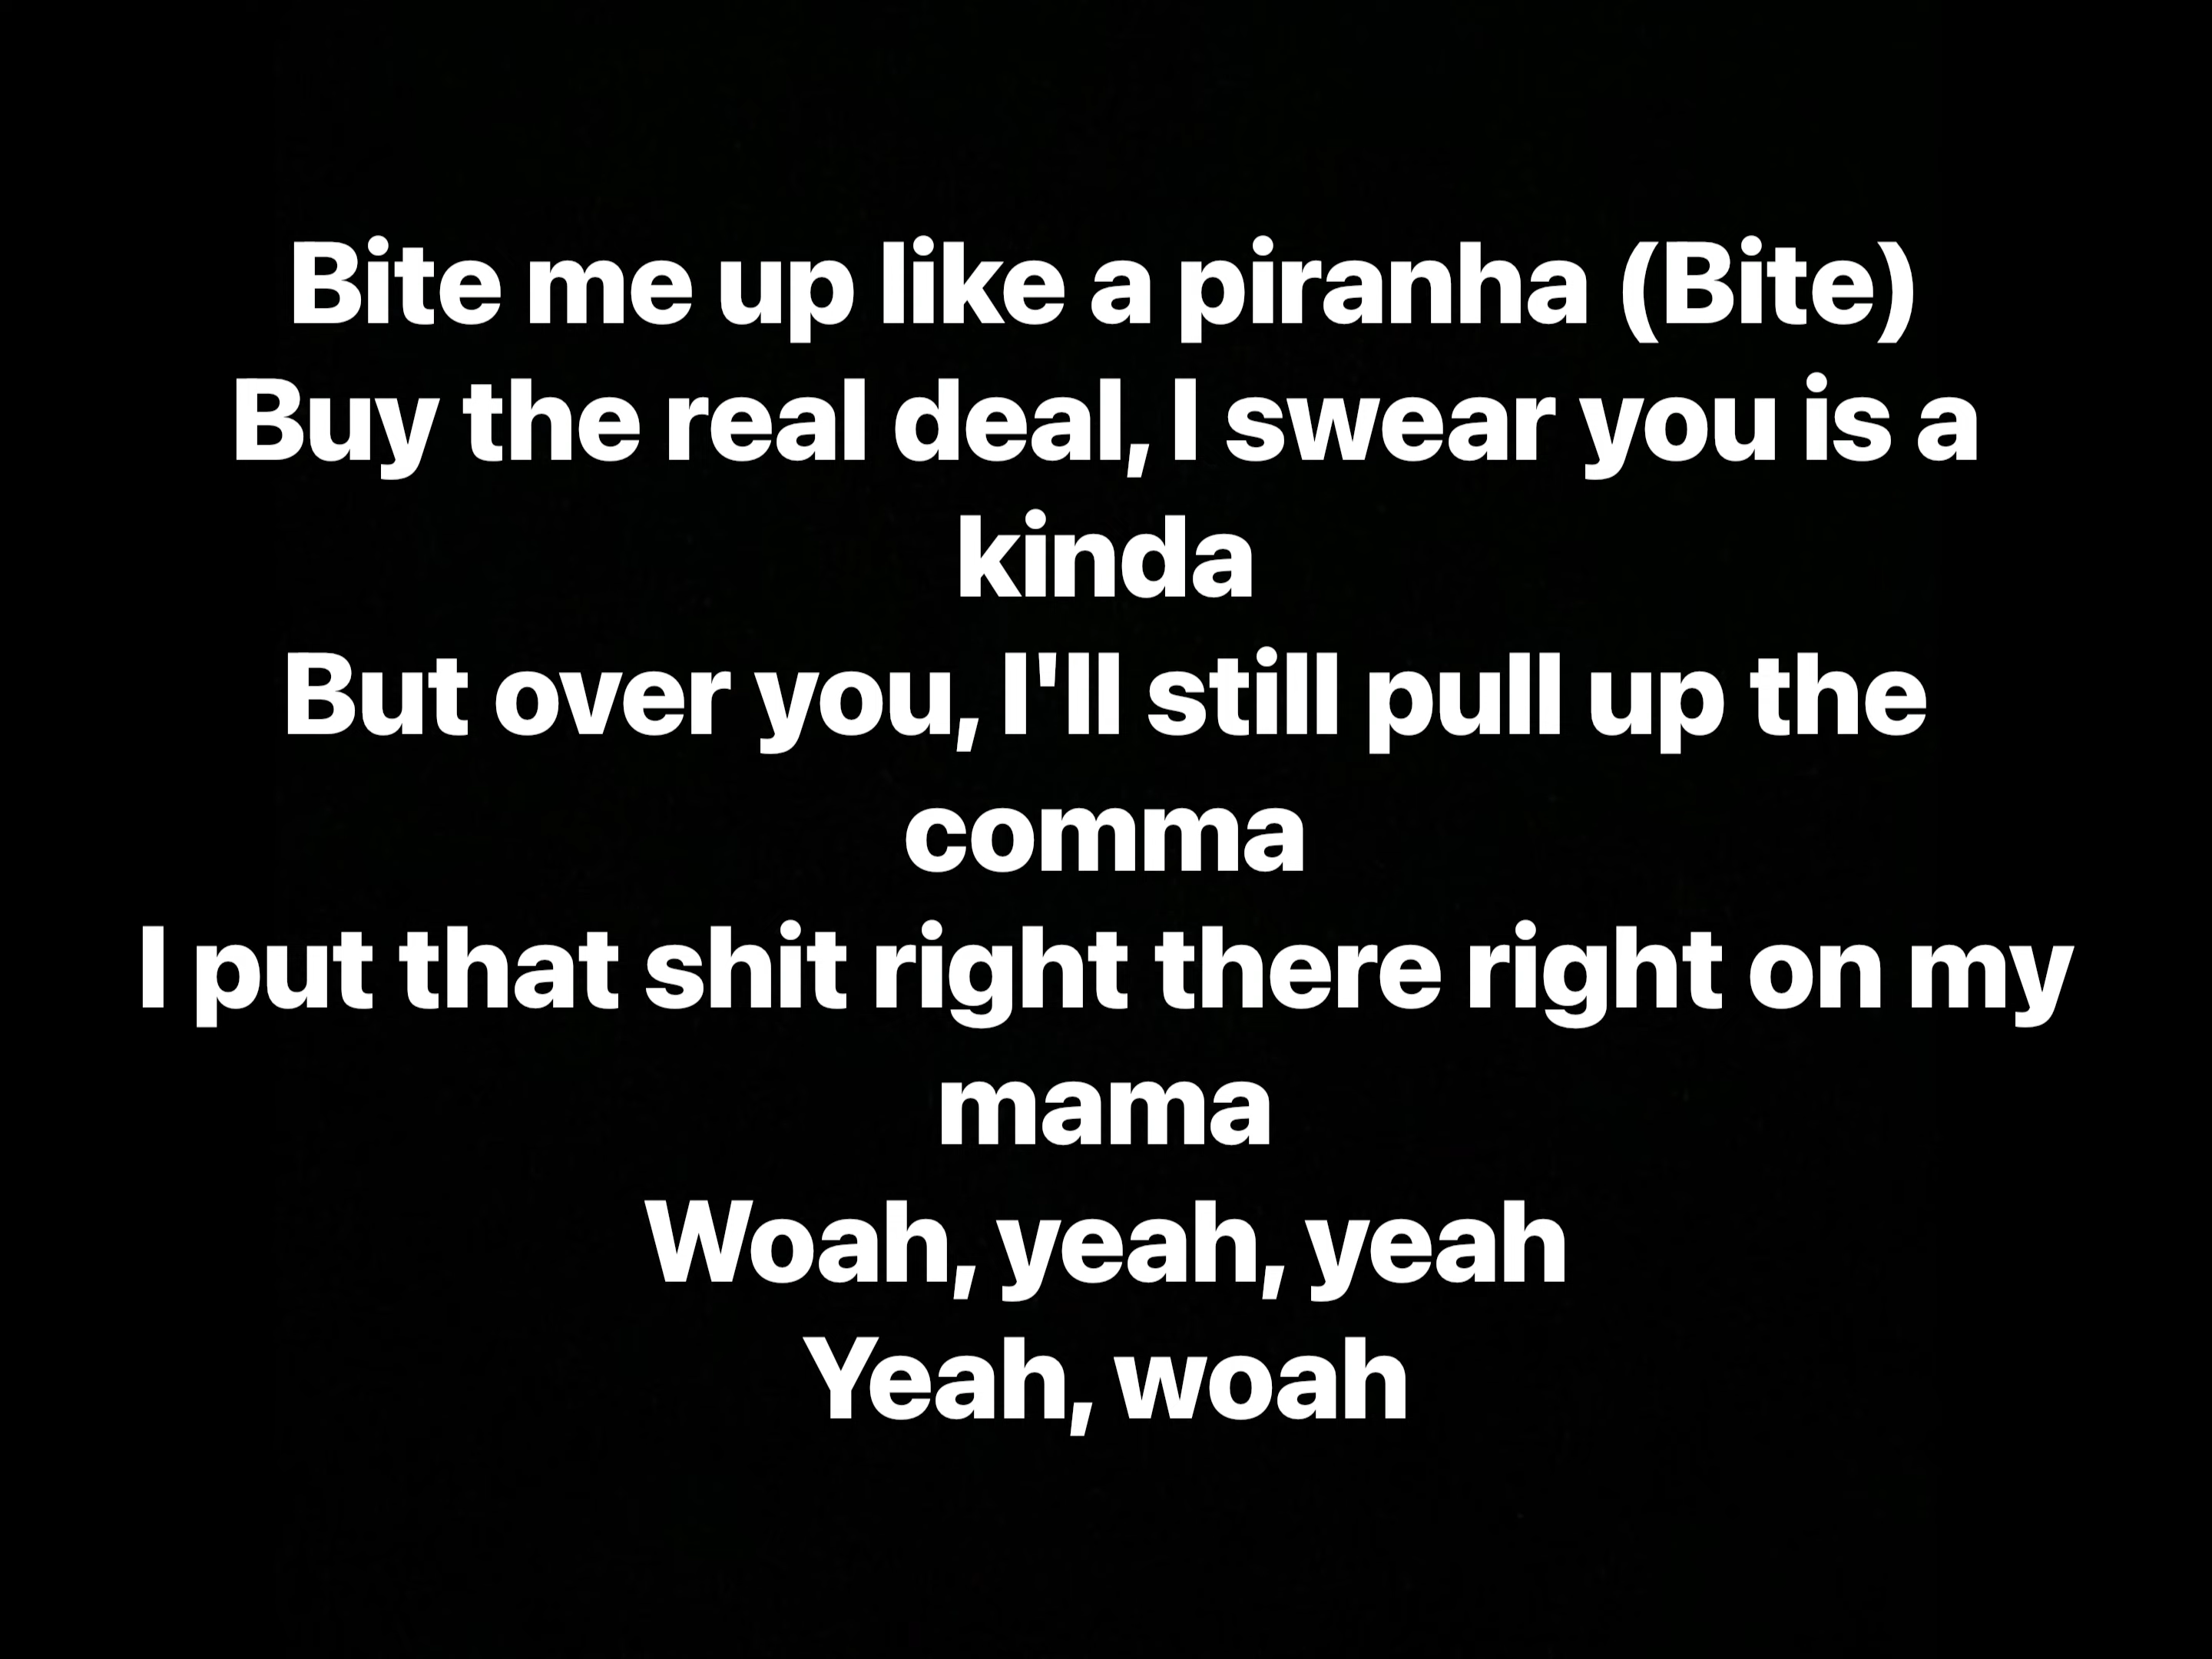 Bite me up like a piranha (Bite)
Buy the real deal, I swear you is a
kinda
But over you, I'll still pull up the
comma
I put that shit right there right on my
mama
Woah, yeah, yeah
Yeah, woah